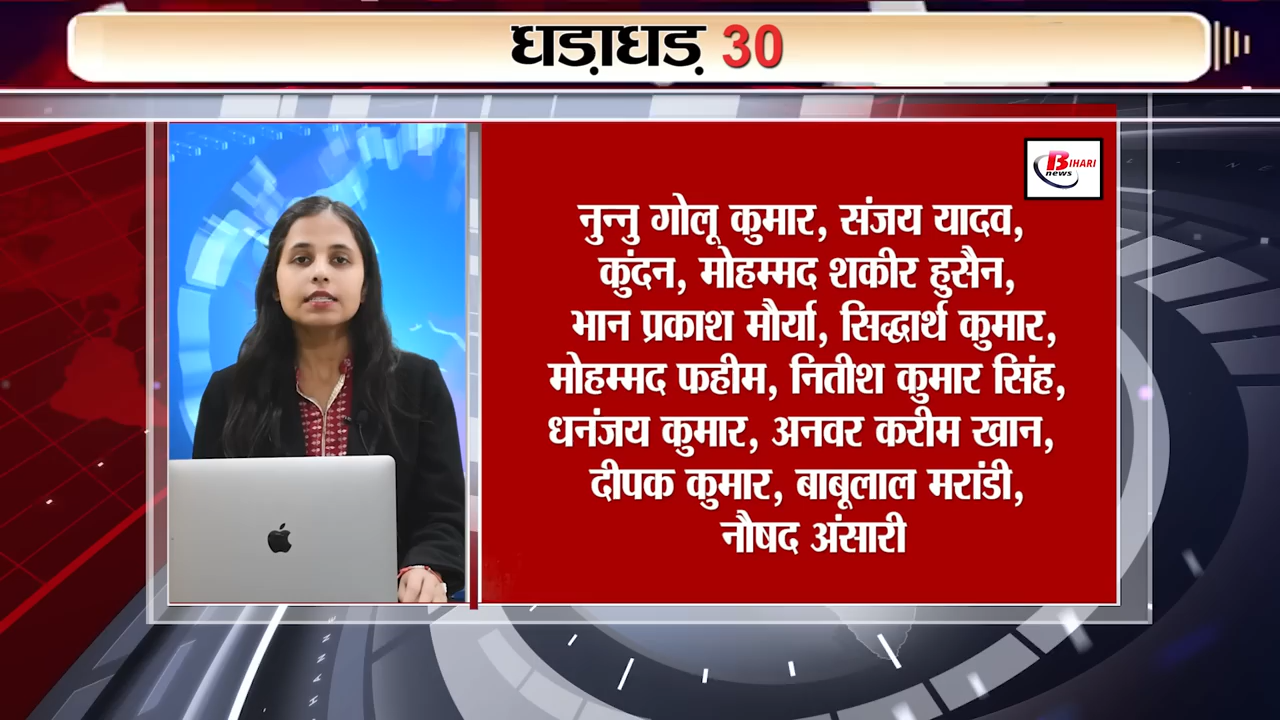 धड़ाधड़ 30
BIHARI
news
नुन्नु गोलू कुमार, संजय यादव,
कुंदन, मोहम्मद शकीर हुसैन,
भान प्रकाश मौर्या, सिद्धार्थ कुमार,
मोहम्मद फहीम, नितीश कुमार सिंह,
धनंजय कुमार, अनवर करीम खान,
दीपक कुमार, बाबूलाल मरांडी,
नौषद अंसारी